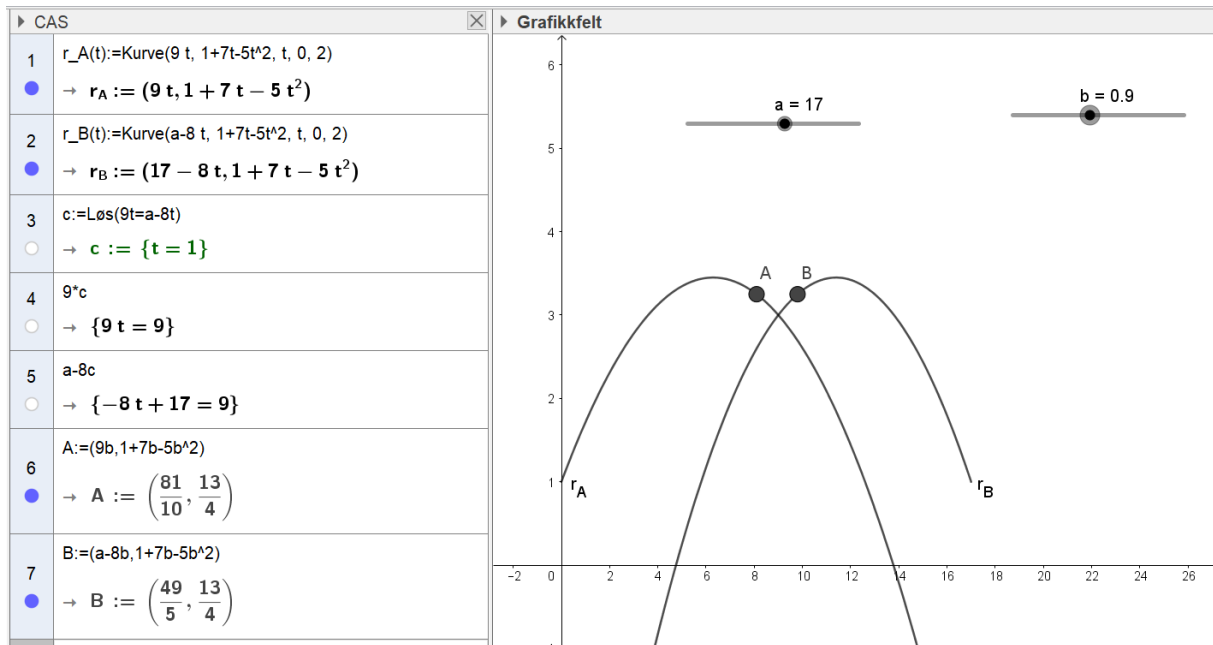 CAS
1
r_A(t):=Kurve(9 t, 1+7t-5t^2, t, 0, 2)
→ r_A := (9 t, 1 + 7 t − 5 t²)
2
r_B(t):=Kurve(a-8 t, 1+7t-5t^2, t, 0, 2)
→ r_B := (17 − 8 t, 1 + 7 t − 5 t²)
3
c:=Løs(9t=a-8t)
→ c := {t = 1}
4
9*c
→ {9 t = 9}
5
a-8c
→ {−8 t + 17 = 9}
6
A:=(9b,1+7b-5b^2)
→ A := (81/10, 13/4)
7
B:=(a-8b,1+7b-5b^2)
→ B := (49/5, 13/4)
Grafikkfelt
6
a = 17
b = 0.9
5
4
A B
3
2
1
r_A
r_B
−2 0 2 4 6 8 10 12 14 16 18 20 22 24 26